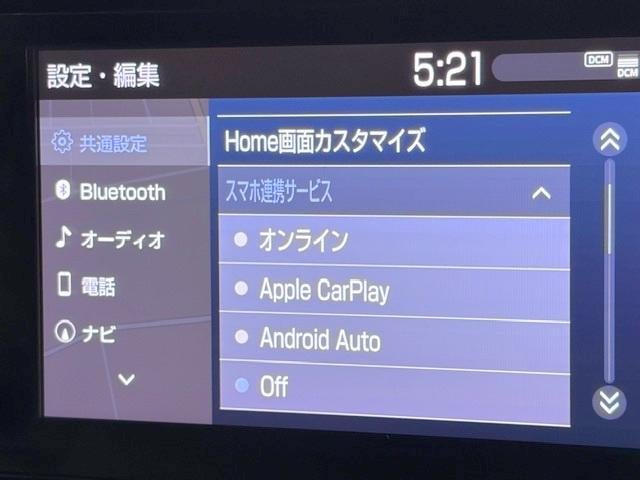 設定・編集
5:21
DCM
DCM
共通設定
Bluetooth
オーディオ
電話
ナビ
Home画面カスタマイズ
スマホ連携サービス
オンライン
Apple CarPlay
Android Auto
Off